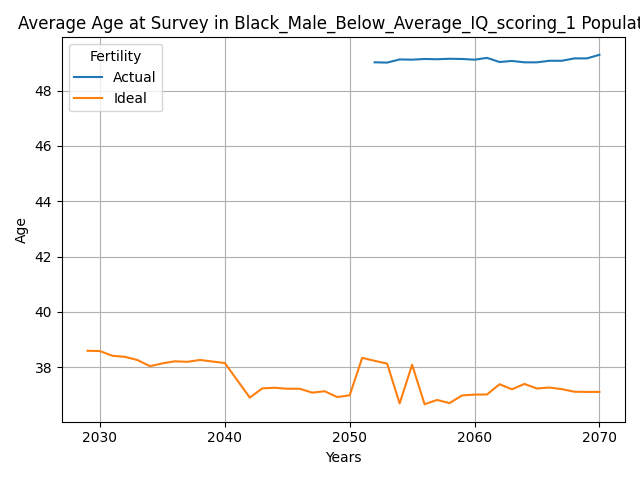 Average Age at Survey in Black_Male_Below_Average_IQ_scoring_1 Populat
Fertility
Actual
Ideal
48
46
44
42
40
38
Age
2030 2040 2050 2060 2070
Years